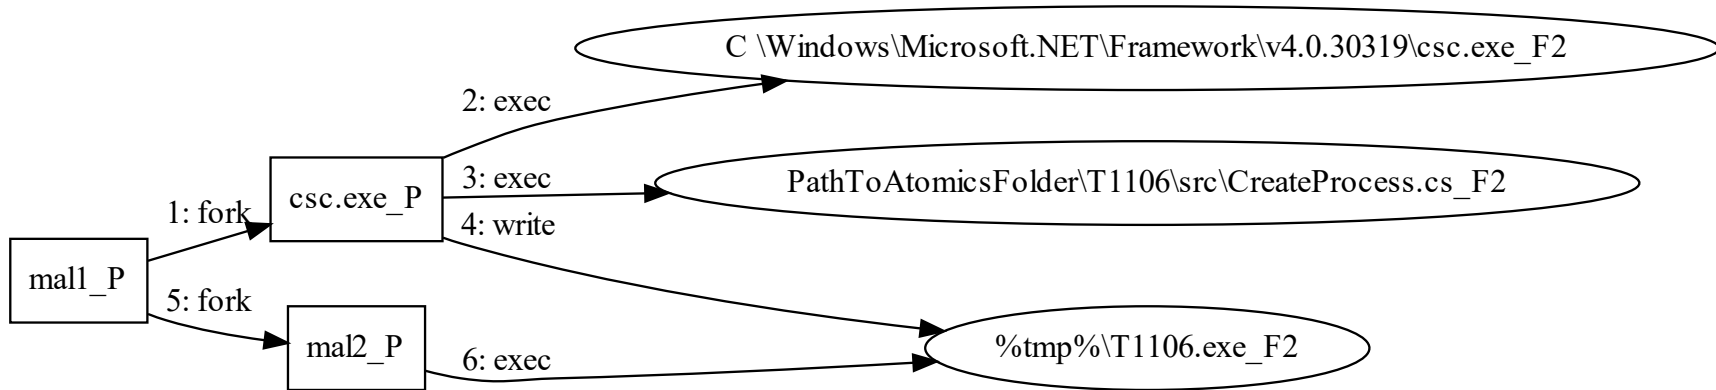 C \Windows\Microsoft.NET\Framework\v4.0.30319\csc.exe_F2
2: exec
PathToAtomicsFolder\T1106\src\CreateProcess.cs_F2
3: exec
csc.exe_P
1: fork
4: write
mal1_P
5: fork
mal2_P
6: exec
%tmp%\T1106.exe_F2